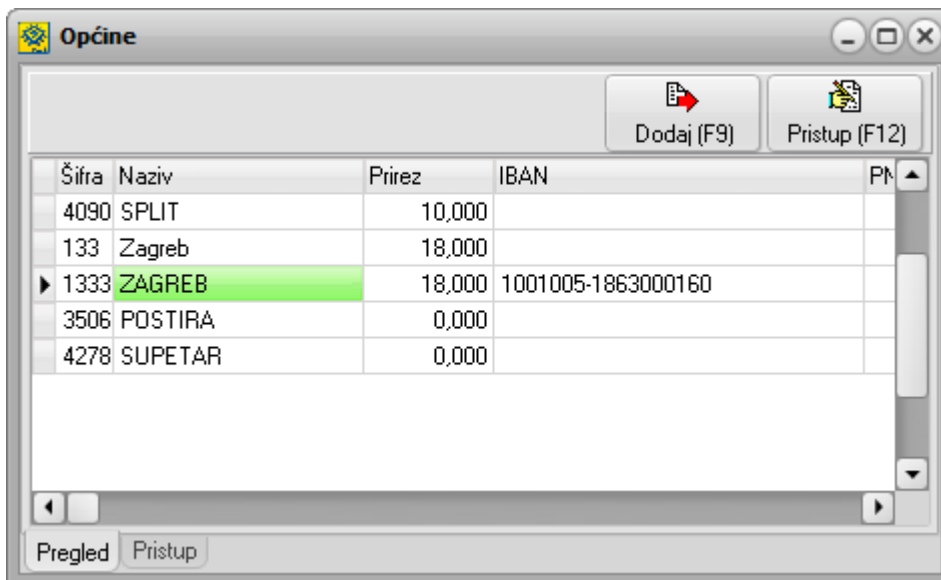 Općine
Dodaj (F9) Pristup (F12)
Šifra Naziv Prirez IBAN
4090 SPLIT 10,000
133 Zagreb 18,000
1333 ZAGREB 18,000 1001005-1863000160
3506 POSTIRA 0,000
4278 SUPETAR 0,000
Pregled Pristup